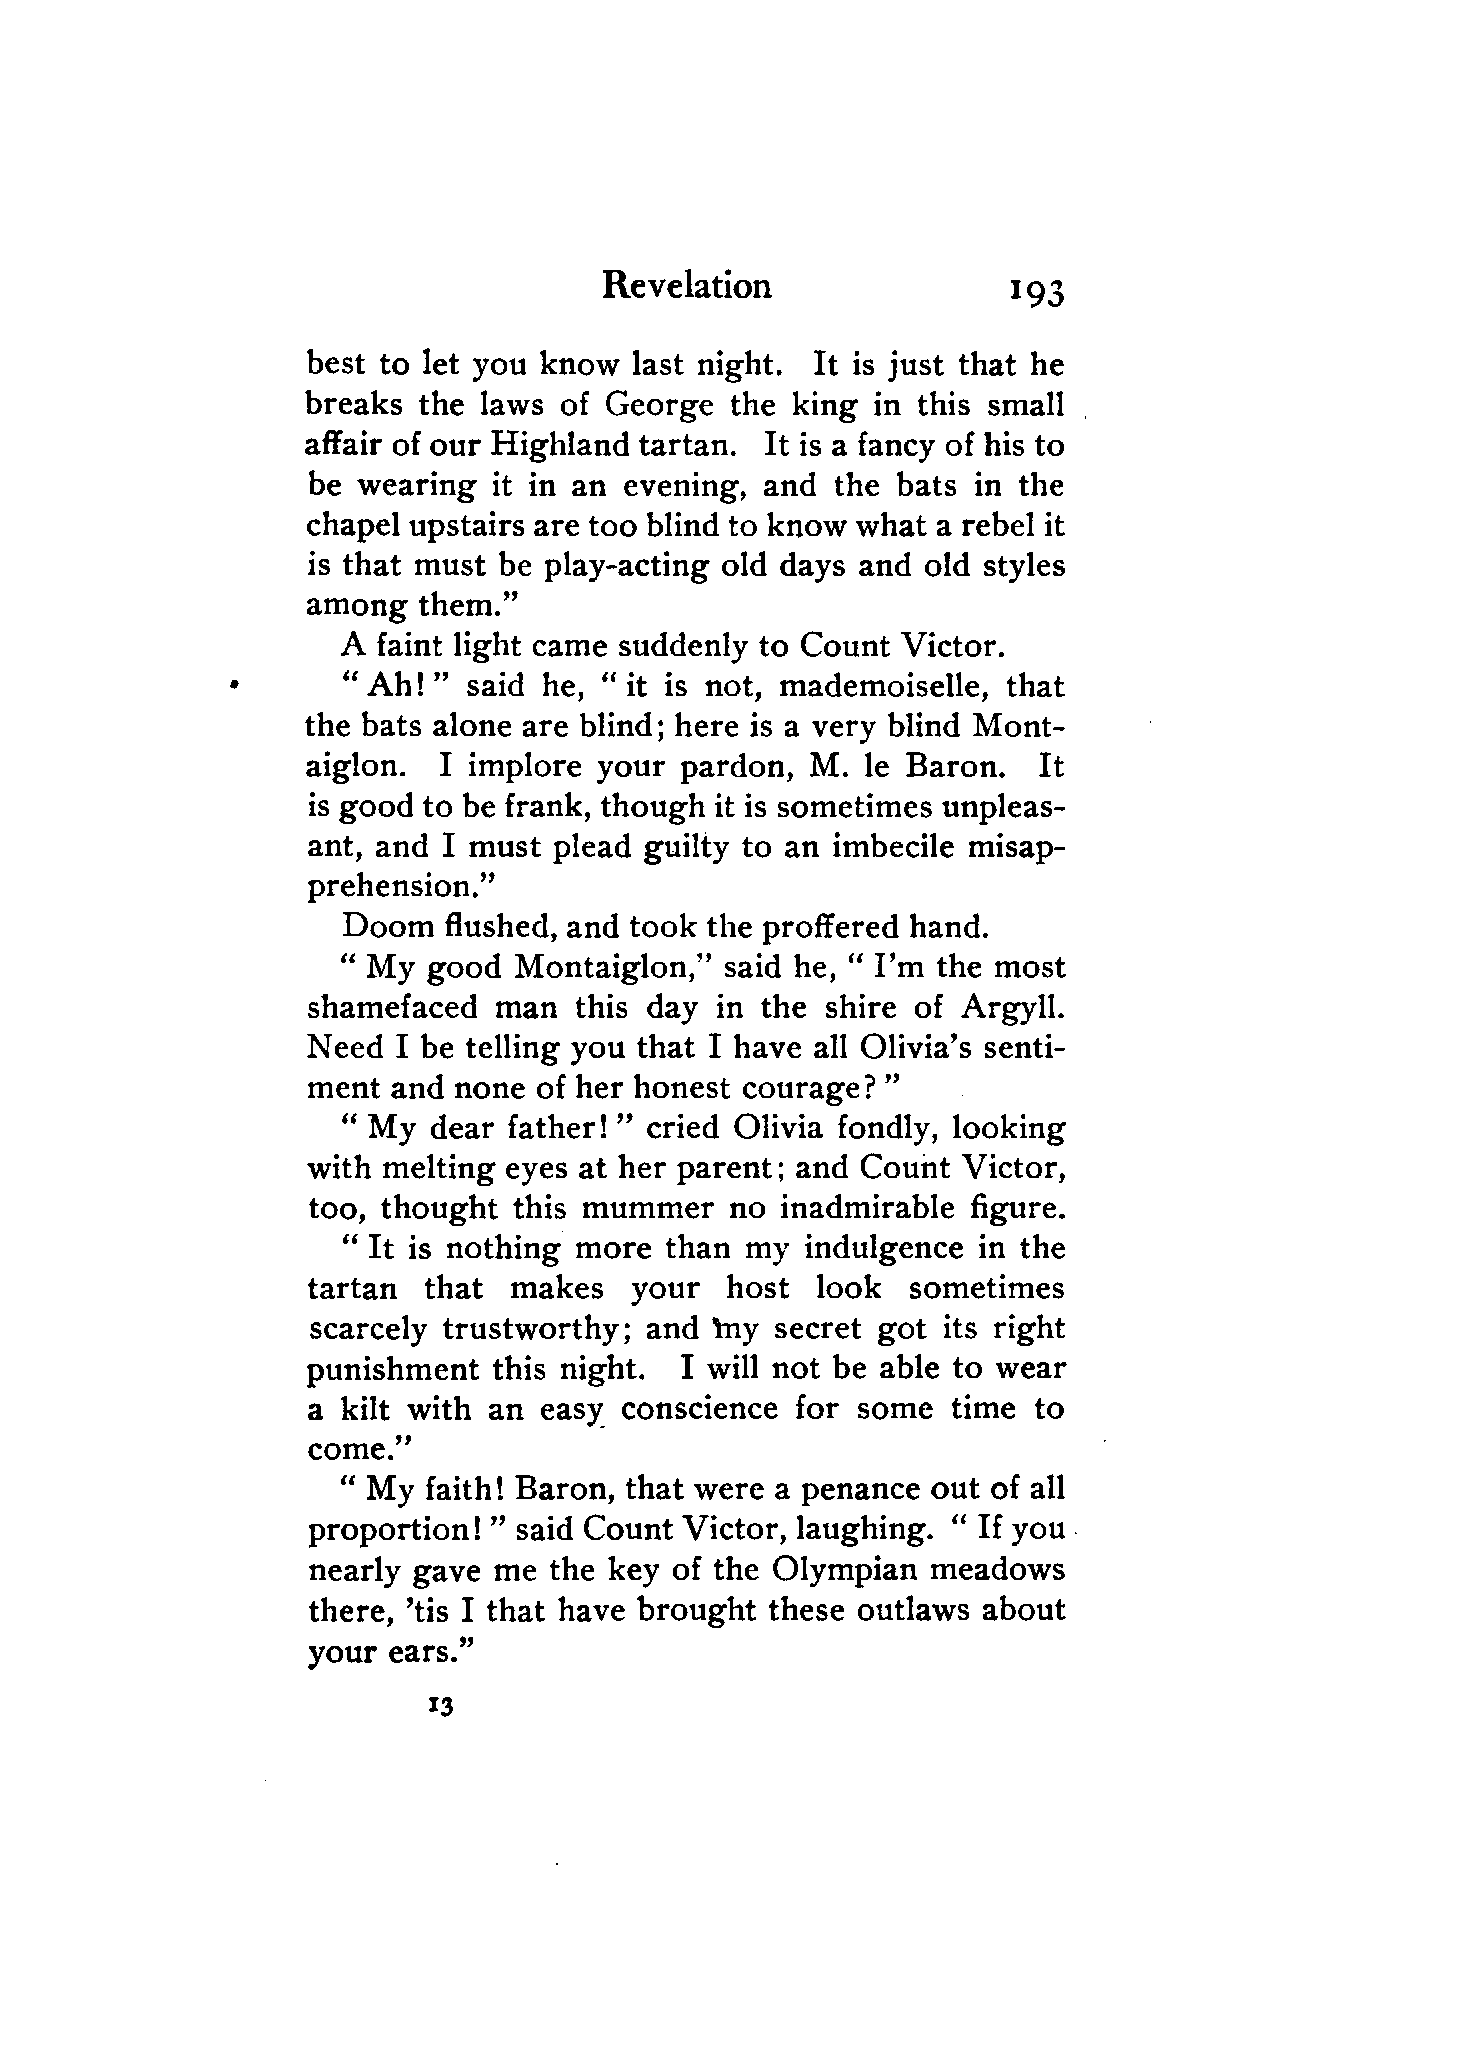 Revelation 193
best to let you know last night. It is just that he
breaks the laws of George the king in this small
affair of our Highland tartan. It is a fancy of his to
be wearing it in an evening, and the bats in the
chapel upstairs are too blind to know what a rebel it
is that must be play-acting old days and old styles
among them."
A faint light came suddenly to Count Victor.
"Ah!" said he, "it is not, mademoiselle, that
the bats alone are blind; here is a very blind Mont-
aiglon. I implore your pardon, M. le Baron. It
is good to be frank, though it is sometimes unpleas-
ant, and I must plead guilty to an imbecile misap-
prehension."
Doom flushed, and took the proffered hand.
"My good Montaiglon," said he, "I'm the most
shamefaced man this day in the shire of Argyll.
Need I be telling you that I have all Olivia's senti-
ment and none of her honest courage?"
"My dear father!" cried Olivia fondly, looking
with melting eyes at her parent; and Count Victor,
too, thought this mummer no inadmirable figure.
"It is nothing more than my indulgence in the
tartan that makes your host look sometimes
scarcely trustworthy; and my secret got its right
punishment this night. I will not be able to wear
a kilt with an easy conscience for some time to
come."
"My faith! Baron, that were a penance out of all
proportion!" said Count Victor, laughing. "If you
nearly gave me the key of the Olympian meadows
there, 'tis I that have brought these outlaws about
your ears."
13